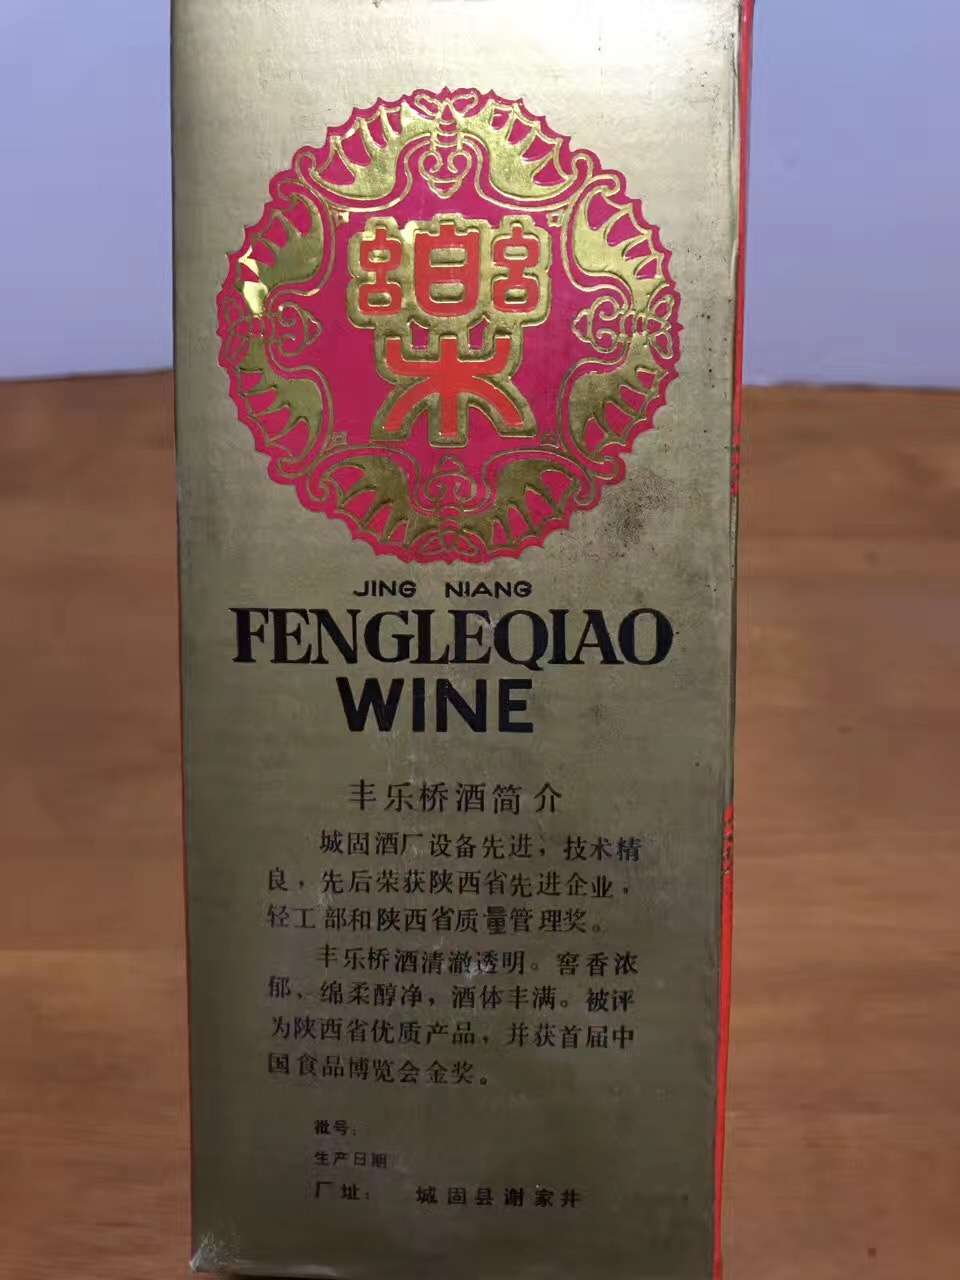 樂
JING NIANG
FENGLEQIAO
WINE
丰乐桥酒简介
城固酒厂设备先进，技术精
良，先后荣获陕西省先进企业，
轻工部和陕西省质量管理奖。
丰乐桥酒清澈透明。窖香浓
郁、绵柔醇净，酒体丰满。被评
为陕西省优质产品，并获首届中
国食品博览会金奖。
批号：
生产日期
厂址： 城固县谢家井